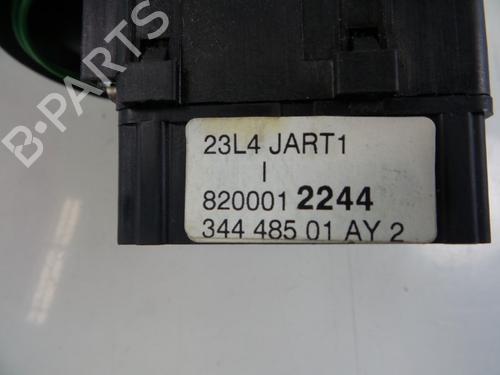 23L4 JART1
I
820001 2244
344 485 01 AY 2
B-PARTS